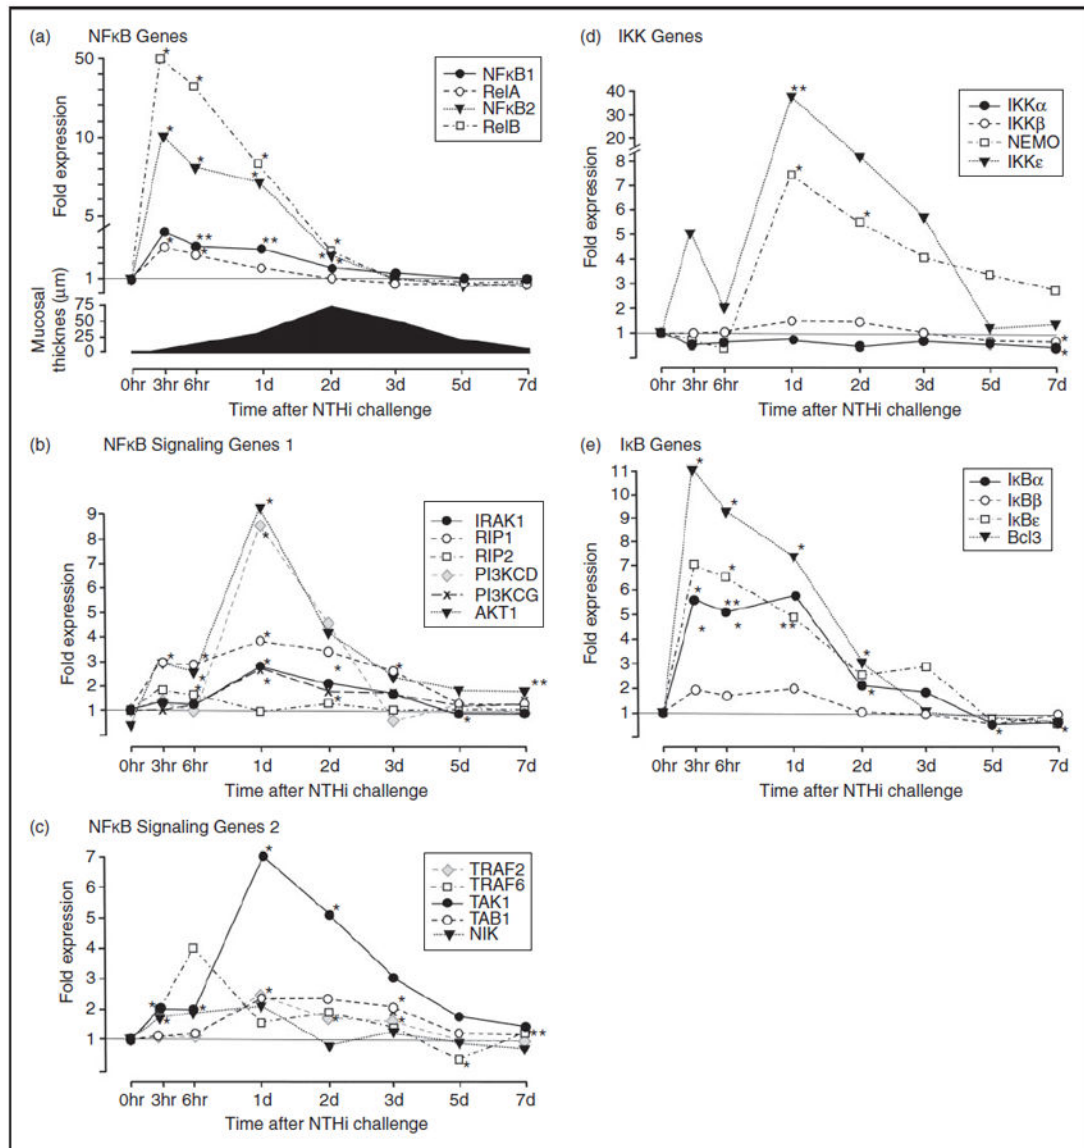 (a) NFκB Genes
50
10
5
1
Fold expression
NFκB1
RelA
NFκB2
RelB
* *
* * * *
** ** *
* * *
* *
75
50
25
0
Mucosal
thicknes (μm)
0hr 3hr 6hr 1d 2d 3d 5d 7d
Time after NTHi challenge
(b) NFκB Signaling Genes 1
9
8
7
6
5
4
3
2
1
Fold expression
IRAK1
RIP1
RIP2
PI3KCD
PI3KCG
AKT1
0hr 3hr 6hr 1d 2d 3d 5d 7d
Time after NTHi challenge
(c) NFκB Signaling Genes 2
7
6
5
4
3
2
1
Fold expression
TRAF2
TRAF6
TAK1
TAB1
NIK
0hr 3hr 6hr 1d 2d 3d 5d 7d
Time after NTHi challenge
(d) IKK Genes
40
30
20
10
8
7
6
5
4
3
2
1
Fold expression
IKKα
IKKβ
NEMO
IKKε
0hr 3hr 6hr 1d 2d 3d 5d 7d
Time after NTHi challenge
(e) IκB Genes
11
10
9
8
7
6
5
4
3
2
1
Fold expression
IκBα
IκBβ
IκBε
Bcl3
0hr 3hr 6hr 1d 2d 3d 5d 7d
Time after NTHi challenge